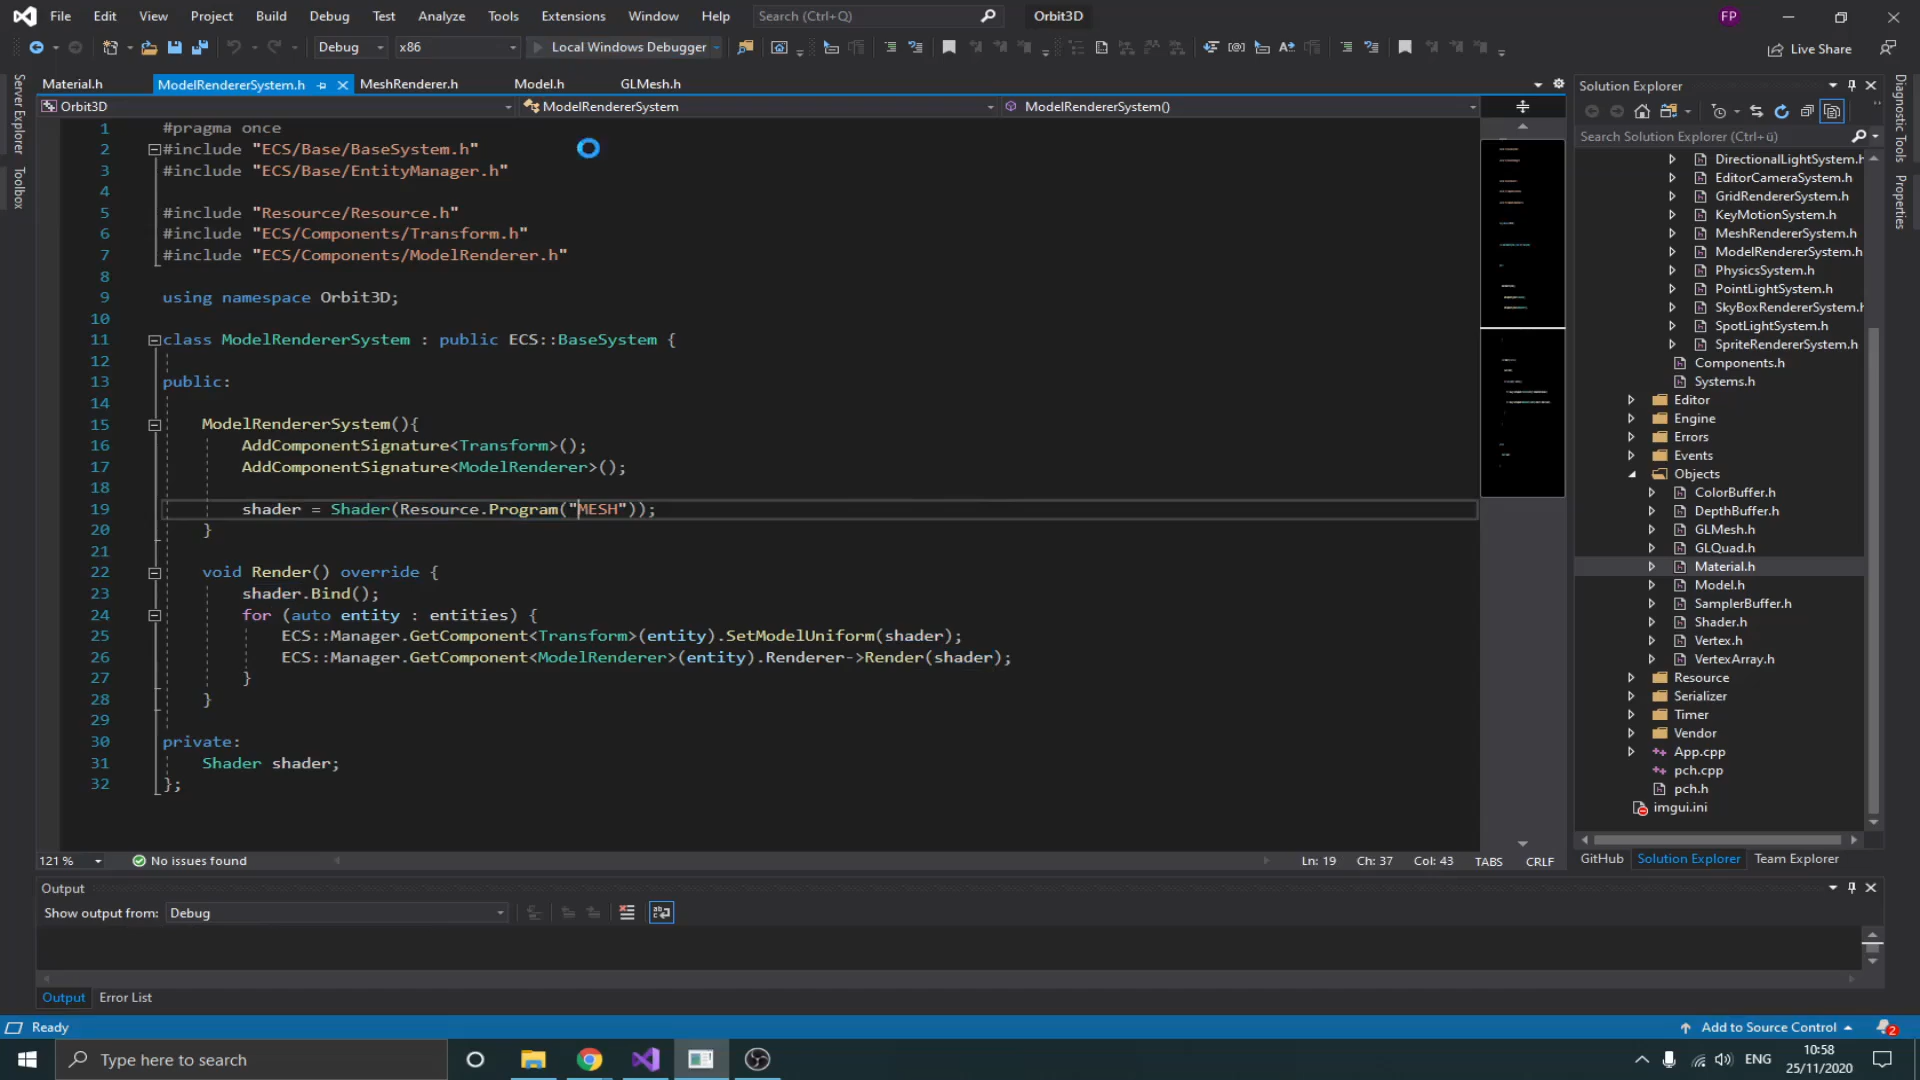 File Edit View Project Build Debug Test Analyze Tools Extensions Window Help Search (Ctrl+Q) Orbit3D FP
Debug x86 Local Windows Debugger Live Share
Server Explorer
Toolbox
Material.h ModelRendererSystem.h MeshRenderer.h Model.h GLMesh.h
Orbit3D ModelRendererSystem ModelRendererSystem()
1 #pragma once
2 #include "ECS/Base/BaseSystem.h"
3 #include "ECS/Base/EntityManager.h"
4
5 #include "Resource/Resource.h"
6 #include "ECS/Components/Transform.h"
7 #include "ECS/Components/ModelRenderer.h"
8
9 using namespace Orbit3D;
10
11 class ModelRendererSystem : public ECS::BaseSystem {
12
13 public:
14
15 ModelRendererSystem(){
16 AddComponentSignature<Transform>();
17 AddComponentSignature<ModelRenderer>();
18
19 shader = Shader(Resource.Program("MESH"));
20 }
21
22 void Render() override {
23 shader.Bind();
24 for (auto entity : entities) {
25 ECS::Manager.GetComponent<Transform>(entity).SetModelUniform(shader);
26 ECS::Manager.GetComponent<ModelRenderer>(entity).Renderer->Render(shader);
27 }
28 }
29
30 private:
31 Shader shader;
32 };
121 % No issues found Ln: 19 Ch: 37 Col: 43 TABS CRLF
Solution Explorer
Search Solution Explorer (Ctrl+ü)
DirectionalLightSystem.h
EditorCameraSystem.h
GridRendererSystem.h
KeyMotionSystem.h
MeshRendererSystem.h
ModelRendererSystem.h
PhysicsSystem.h
PointLightSystem.h
SkyBoxRendererSystem.h
SpotLightSystem.h
SpriteRendererSystem.h
Components.h
Systems.h
Editor
Engine
Errors
Events
Objects
ColorBuffer.h
DepthBuffer.h
GLMesh.h
GLQuad.h
Material.h
Model.h
SamplerBuffer.h
Shader.h
Vertex.h
VertexArray.h
Resource
Serializer
Timer
Vendor
App.cpp
pch.cpp
pch.h
imgui.ini
GitHub Solution Explorer Team Explorer
Diagnostic Tools
Properties
Output
Show output from: Debug
Output Error List
Ready Add to Source Control 2
Type here to search ENG 10:58
25/11/2020